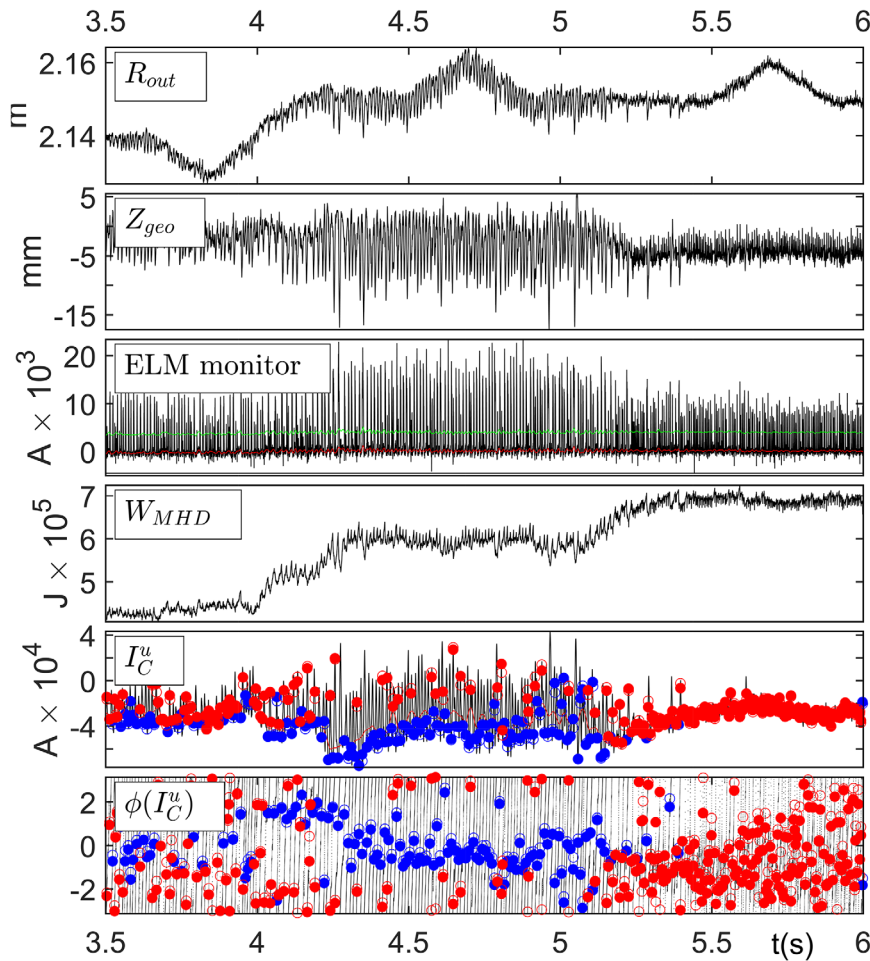 3.5 4 4.5 5 5.5 6
2.16
2.14
m
R_out
5
-5
-15
mm
Z_geo
20
10
0
A × 10^3
ELM monitor
7
6
5
J × 10^5
W_MHD
4
0
-4
A × 10^4
I_C^u
2
0
-2
ϕ(I_C^u)
3.5 4 4.5 5 5.5 t(s) 6